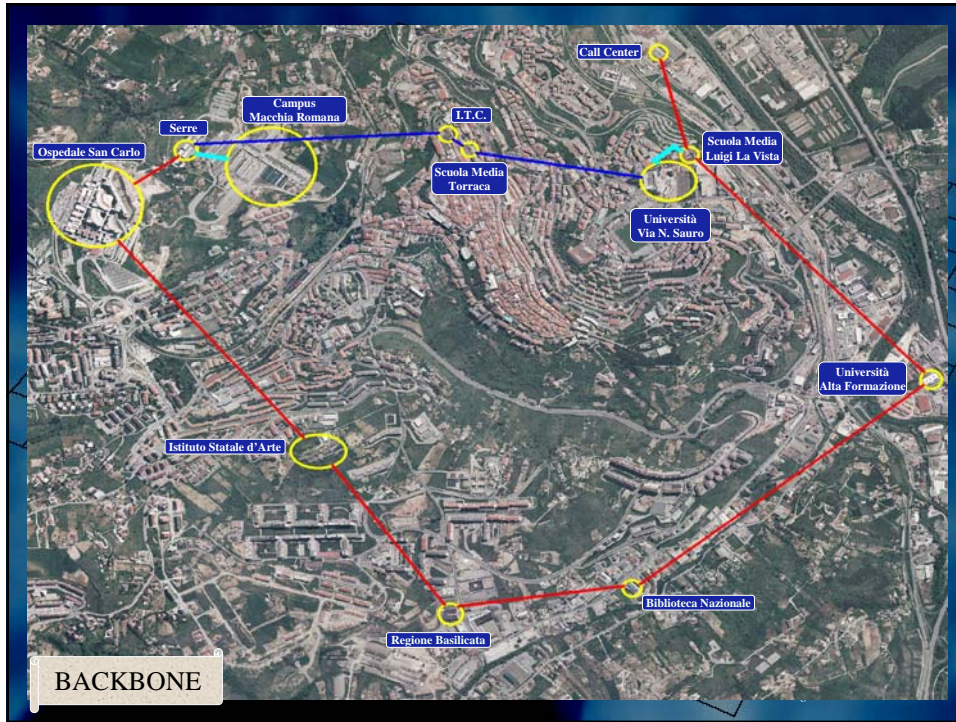 Call Center
Campus
Macchia Romana
I.T.C.
Serre
Ospedale San Carlo
Scuola Media
Luigi La Vista
Scuola Media
Torraca
Università
Via N. Sauro
Università
Alta Formazione
Istituto Statale d’Arte
Biblioteca Nazionale
Regione Basilicata
BACKBONE